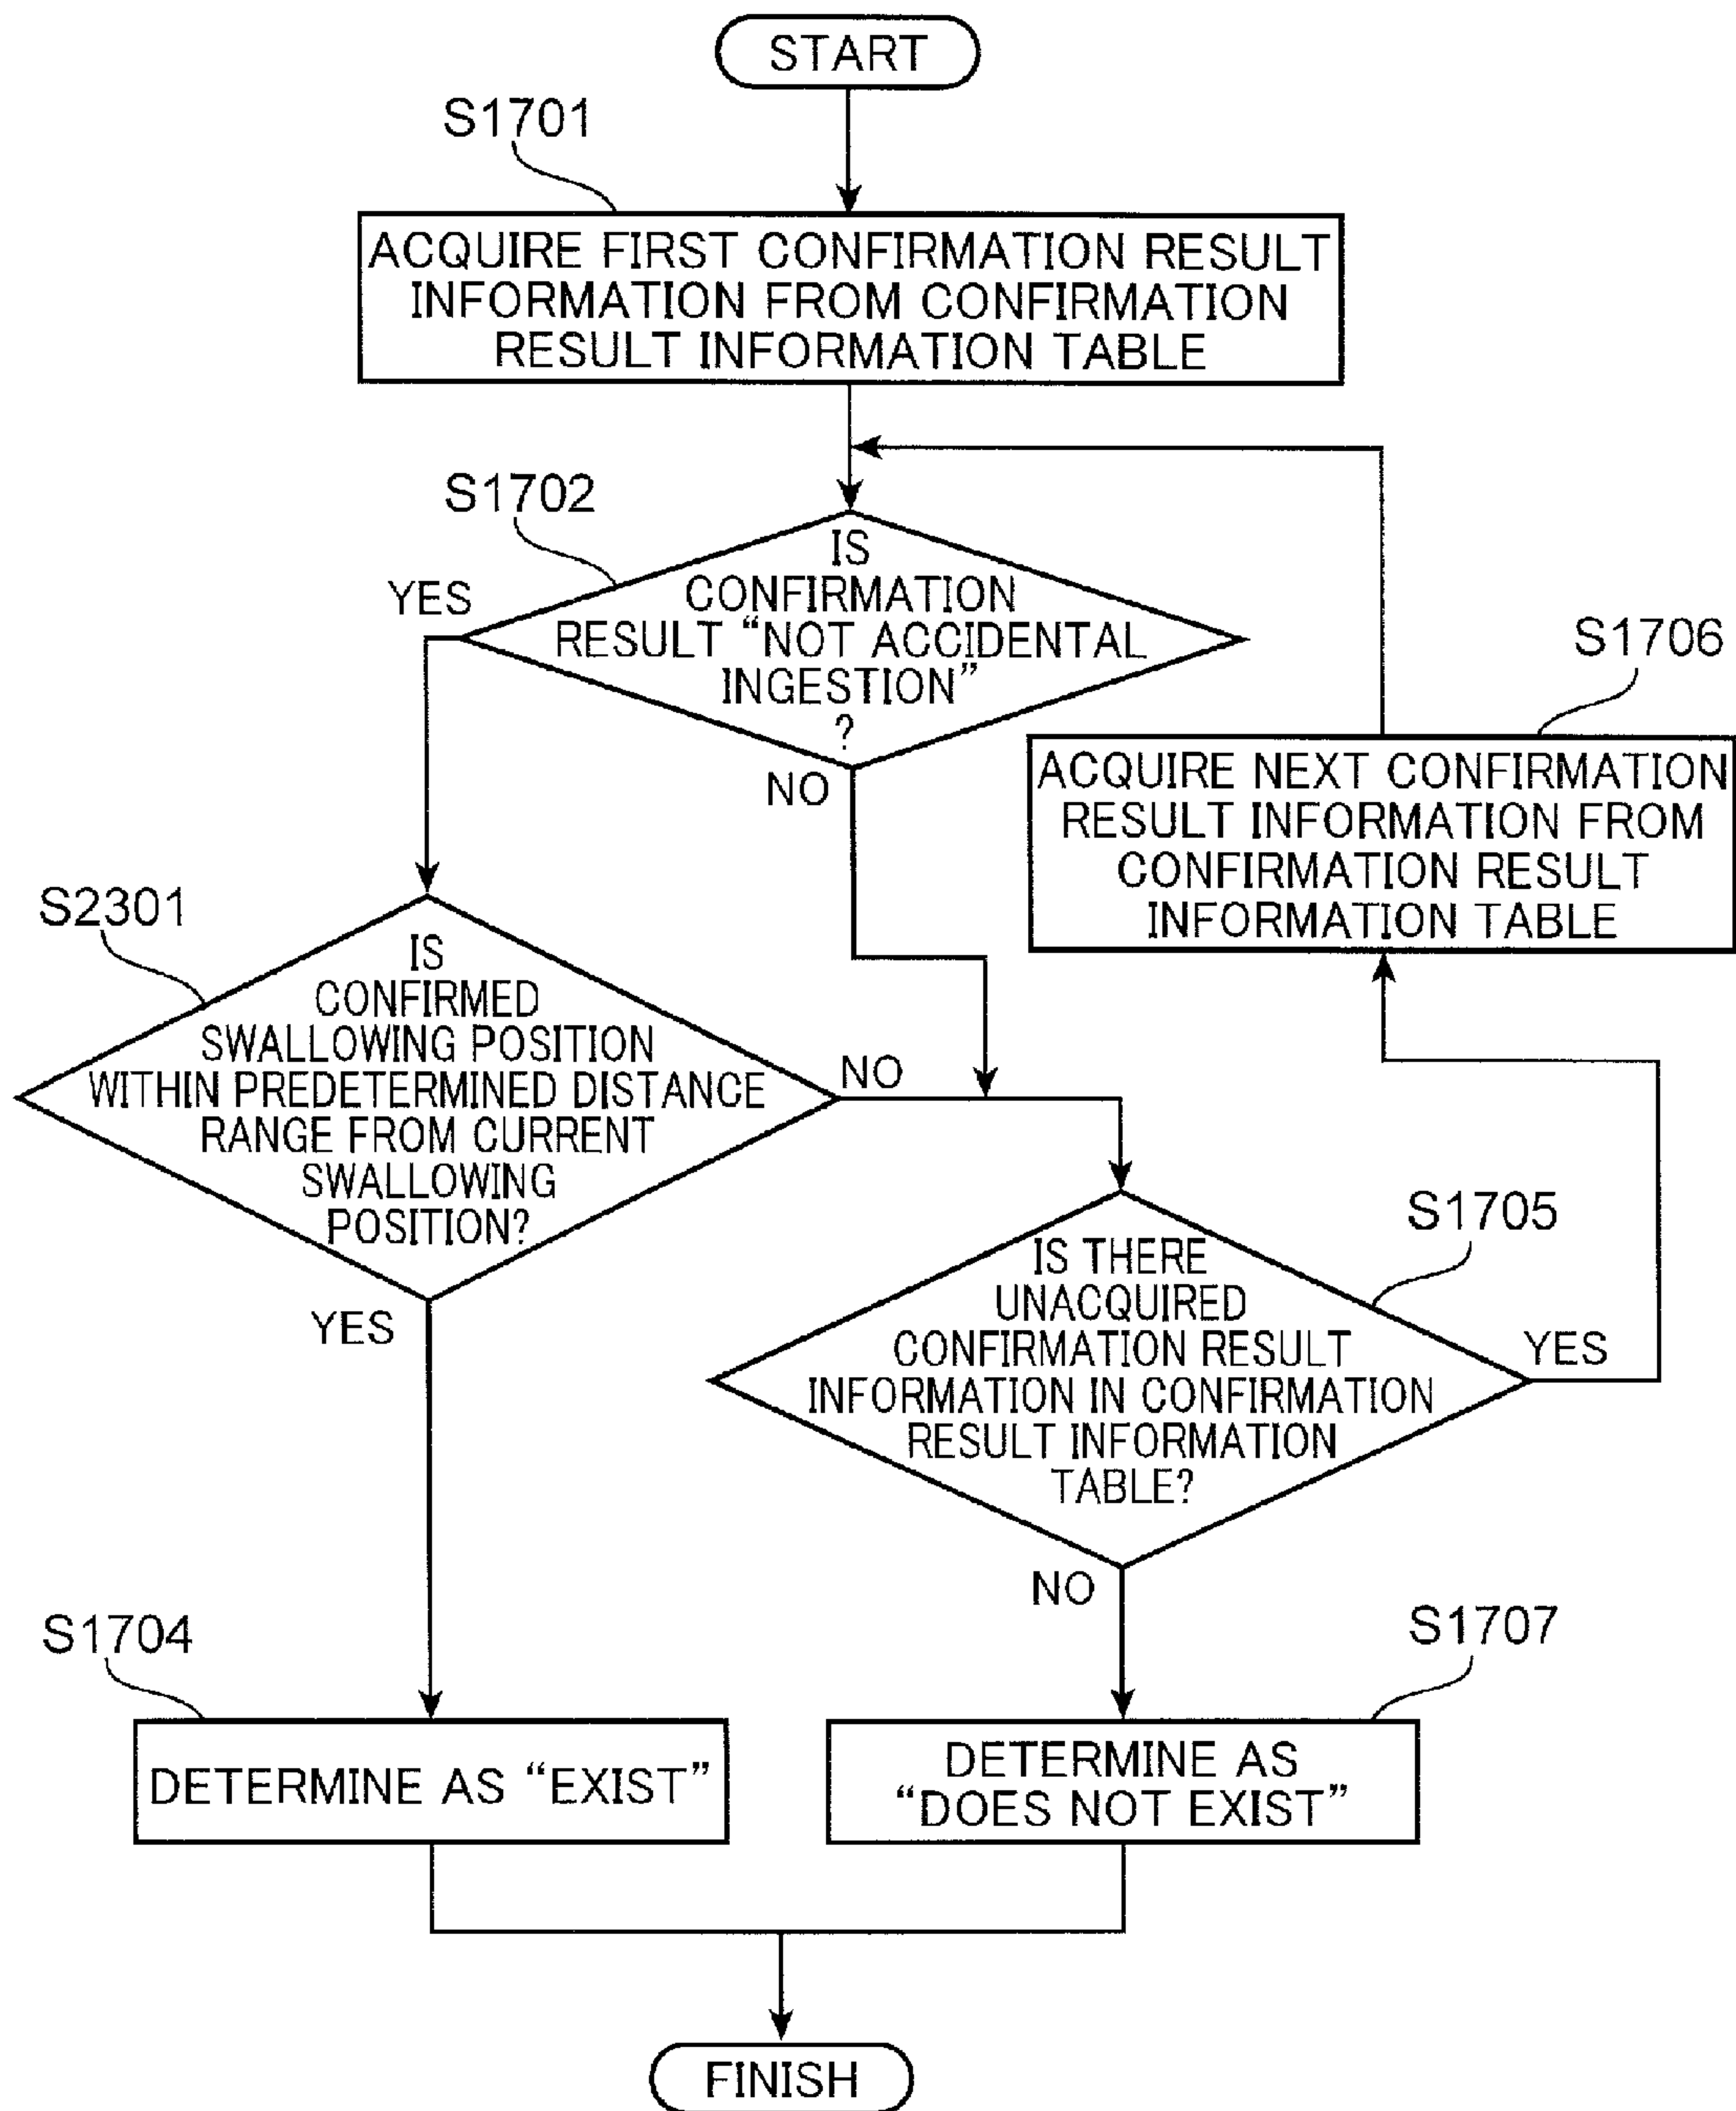 START
S1701
ACQUIRE FIRST CONFIRMATION RESULT
INFORMATION FROM CONFIRMATION
RESULT INFORMATION TABLE
S1702
IS
CONFIRMATION
RESULT “NOT ACCIDENTAL
INGESTION”
?
YES
NO
S1706
ACQUIRE NEXT CONFIRMATION
RESULT INFORMATION FROM
CONFIRMATION RESULT
INFORMATION TABLE
S2301
IS
CONFIRMED
SWALLOWING POSITION
WITHIN PREDETERMINED DISTANCE
RANGE FROM CURRENT
SWALLOWING
POSITION?
NO
YES
S1705
IS THERE
UNACQUIRED
CONFIRMATION RESULT
INFORMATION IN CONFIRMATION
RESULT INFORMATION
TABLE?
YES
NO
S1704
DETERMINE AS “EXIST”
S1707
DETERMINE AS
“DOES NOT EXIST”
FINISH